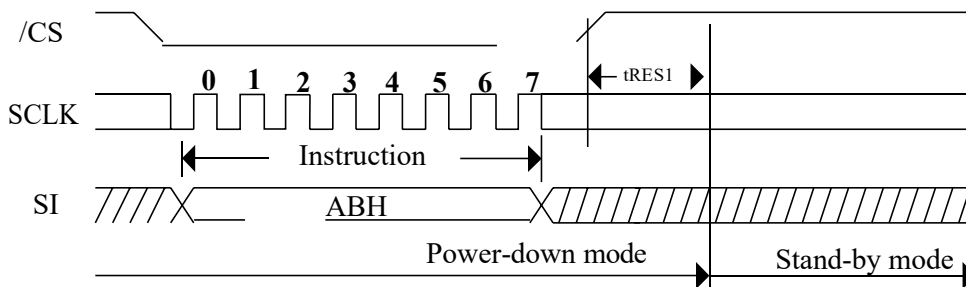 /CS
0 1 2 3 4 5 6 7
tRES1
SCLK
Instruction
SI
ABH
Power-down mode
Stand-by mode